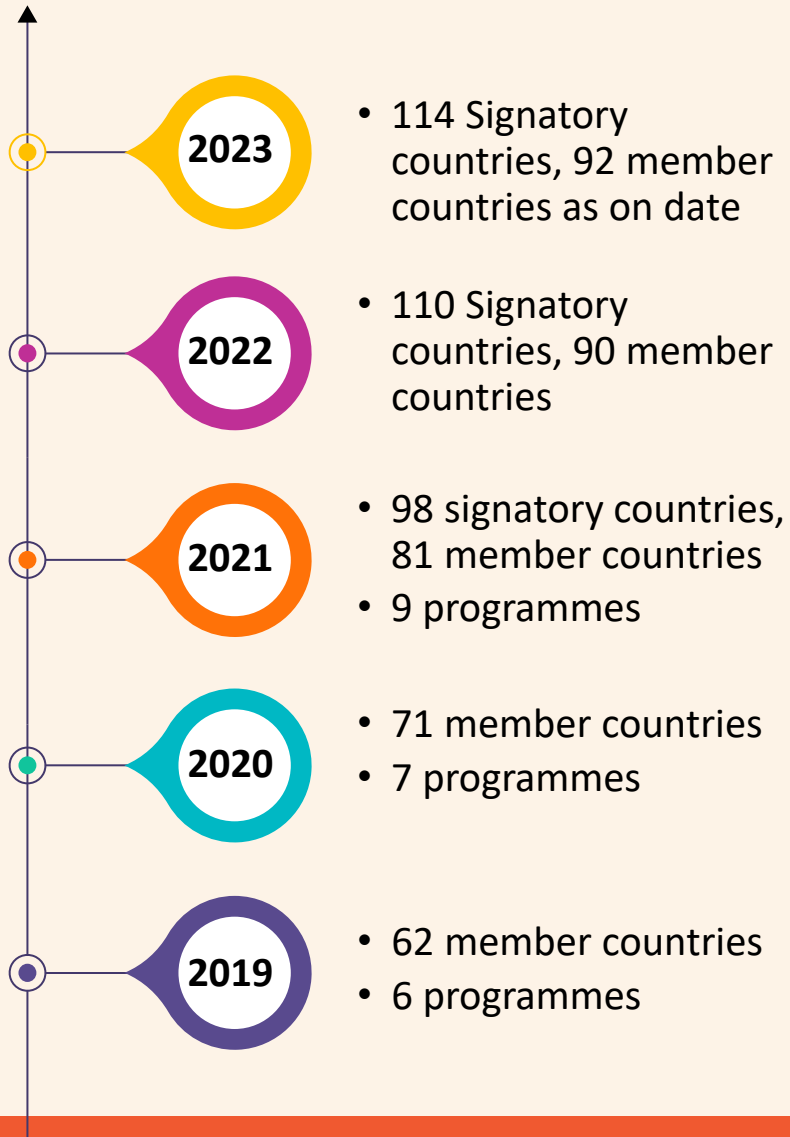 2023
• 114 Signatory
countries, 92 member
countries as on date
2022
• 110 Signatory
countries, 90 member
countries
2021
• 98 signatory countries,
81 member countries
• 9 programmes
2020
• 71 member countries
• 7 programmes
2019
• 62 member countries
• 6 programmes